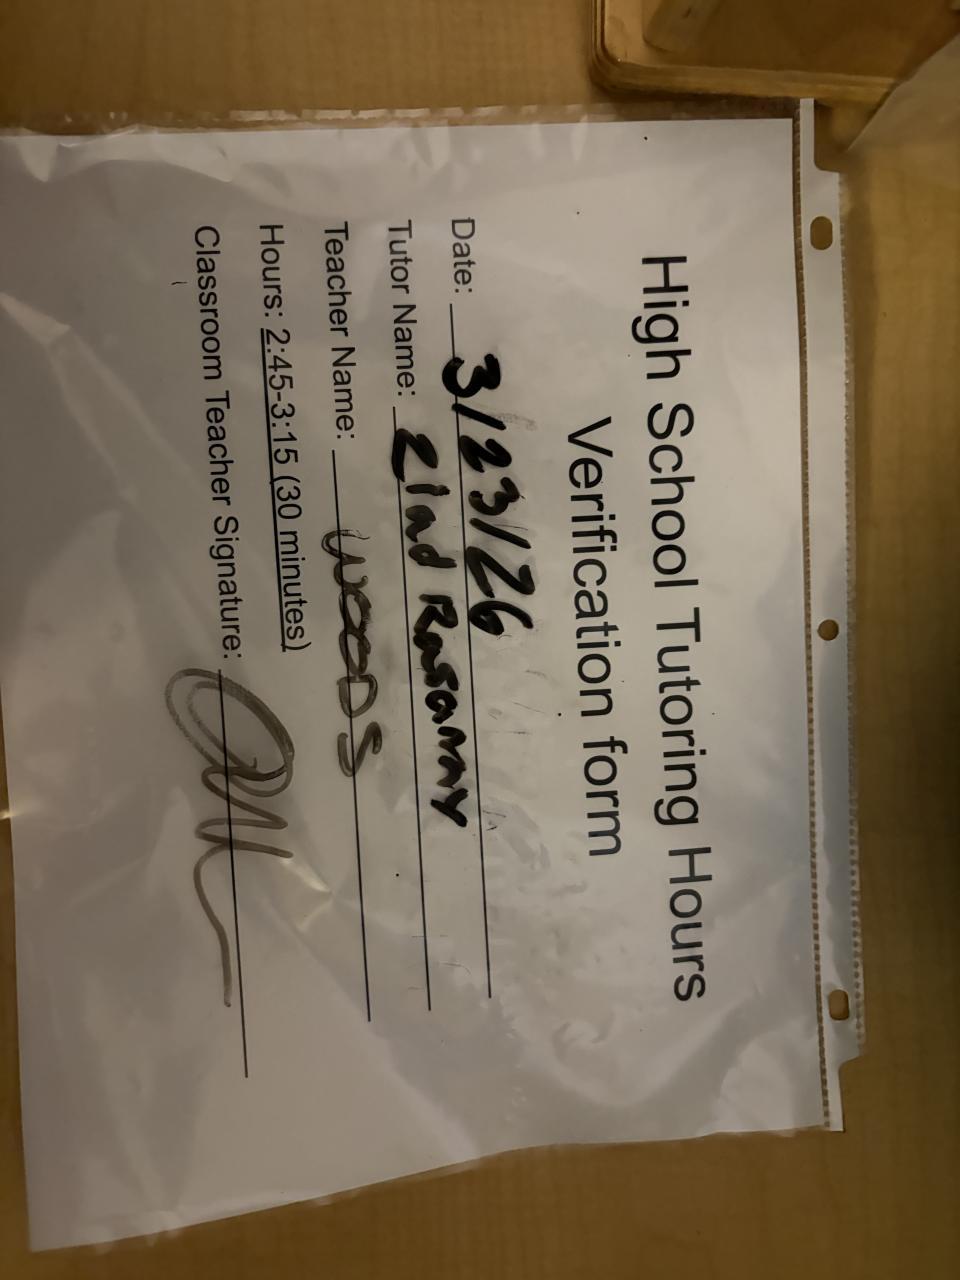 High School Tutoring Hours
Verification form
Date: 3/23/26
Tutor Name: Ziad Rasamny
Teacher Name: WOODS
Hours: 2:45-3:15 (30 minutes)
Classroom Teacher Signature: